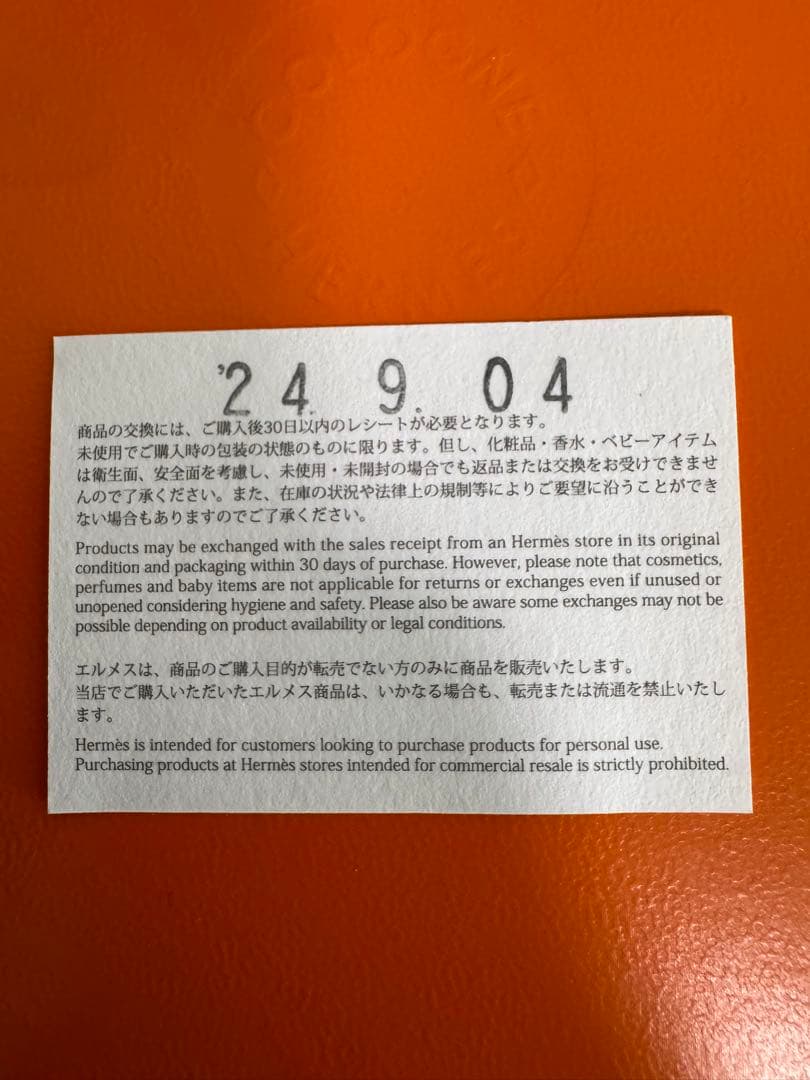 '24. 9. 04
商品の交換には、ご購入後30日以内のレシートが必要となります。
未使用でご購入時の包装の状態のものに限ります。但し、化粧品・香水・ベビーアイテム
は衛生面、安全面を考慮し、未使用・未開封の場合でも返品または交換をお受けできませ
んので了承ください。また、在庫の状況や法律上の規制等によりご要望に沿うことができ
ない場合もありますのでご了承ください。
Products may be exchanged with the sales receipt from an Hermès store in its original
condition and packaging within 30 days of purchase. However, please note that cosmetics,
perfumes and baby items are not applicable for returns or exchanges even if unused or
unopened considering hygiene and safety. Please also be aware some exchanges may not be
possible depending on product availability or legal conditions.
エルメスは、商品のご購入目的が転売でない方のみに商品を販売いたします。
当店でご購入いただいたエルメス商品は、いかなる場合も、転売または流通を禁止いたし
ます。
Hermès is intended for customers looking to purchase products for personal use.
Purchasing products at Hermès stores intended for commercial resale is strictly prohibited.